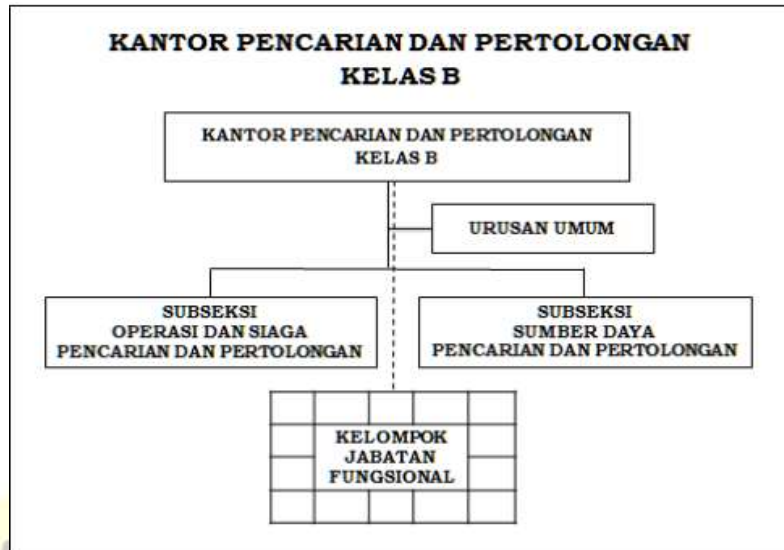 KANTOR PENCARIAN DAN PERTOLONGAN
KELAS B
KANTOR PENCARIAN DAN PERTOLONGAN
KELAS B
URUSAN UMUM
SUBSEKSI
OPERASI DAN SIAGA
PENCARIAN DAN PERTOLONGAN
SUBSEKSI
SUMBER DAYA
PENCARIAN DAN PERTOLONGAN
KELOMPOK
JABATAN
FUNGSIONAL